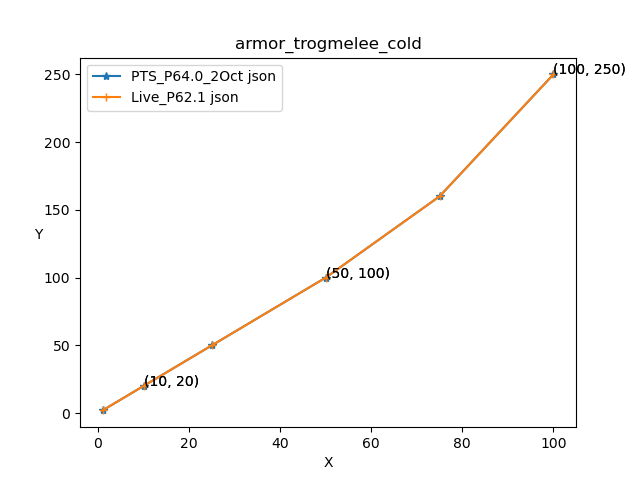 armor_trogmelee_cold
PTS_P64.0_2Oct json
Live_P62.1 json
(100, 250)
(50, 100)
(10, 20)
250
200
150
100
50
0
Y
0 20 40 60 80 100
X